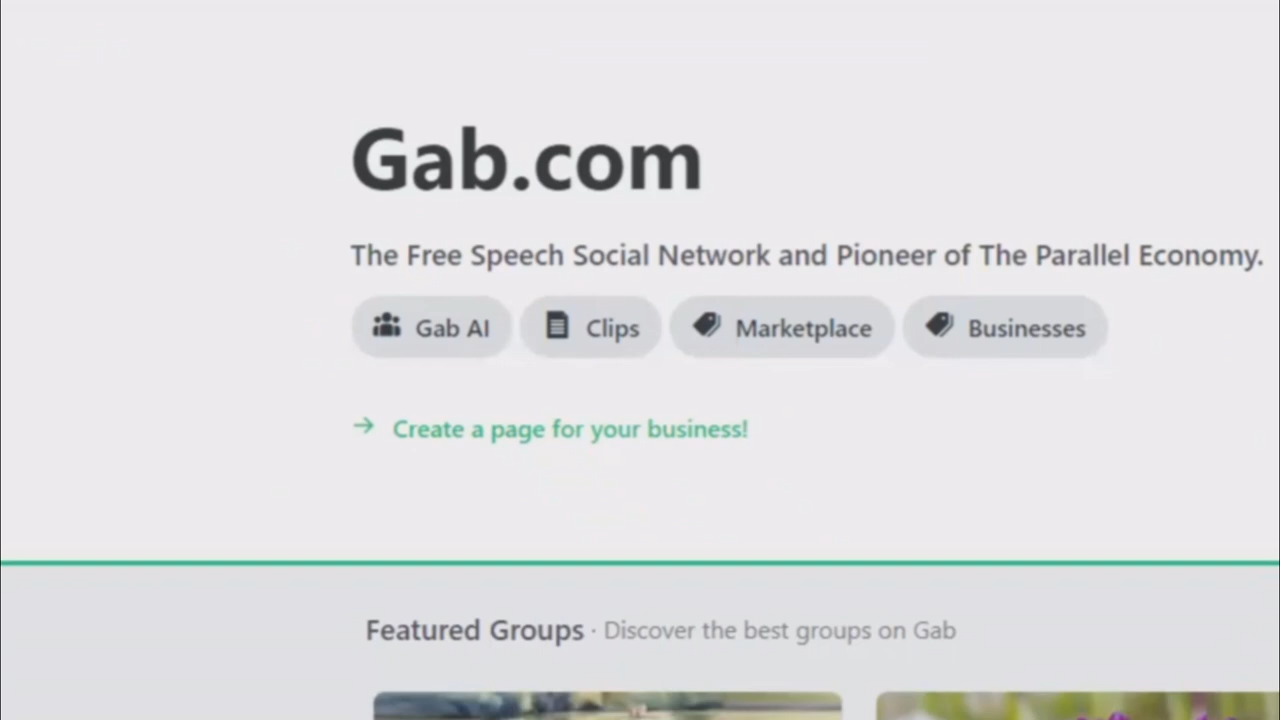 Gab.com
The Free Speech Social Network and Pioneer of The Parallel Economy.
Gab AI Clips Marketplace Businesses
Create a page for your business!
Featured Groups · Discover the best groups on Gab